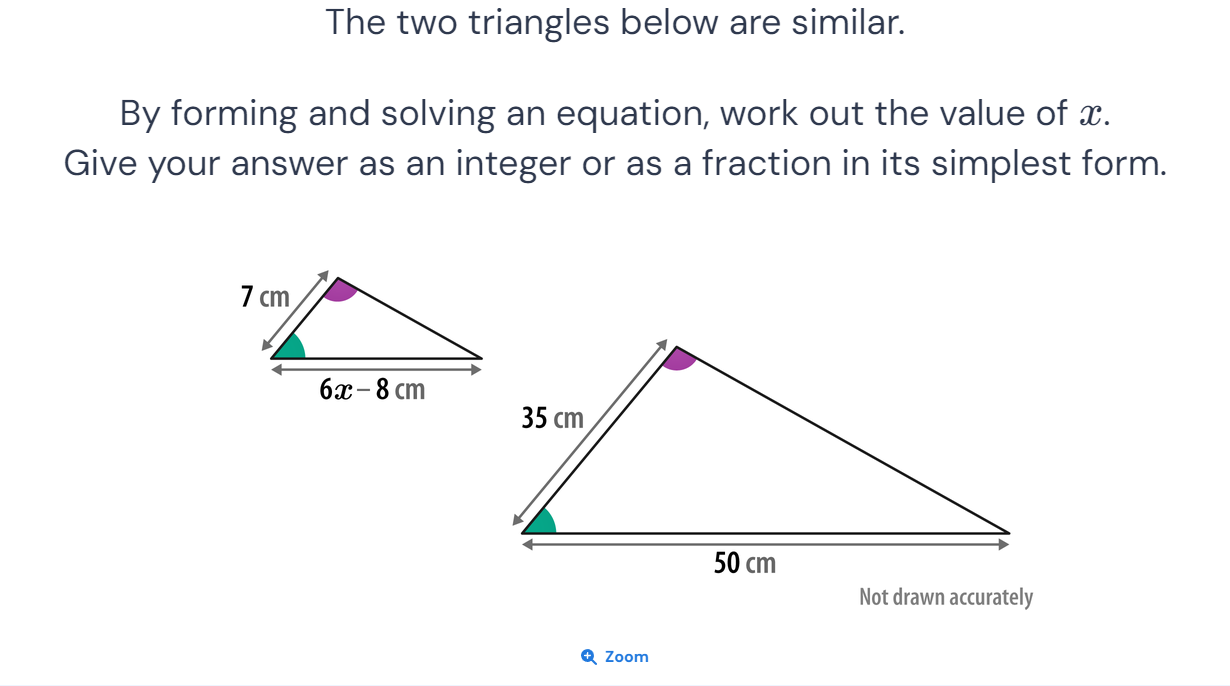 The two triangles below are similar.
By forming and solving an equation, work out the value of x.
Give your answer as an integer or as a fraction in its simplest form.
7 cm
6x – 8 cm
35 cm
50 cm
Not drawn accurately
Zoom